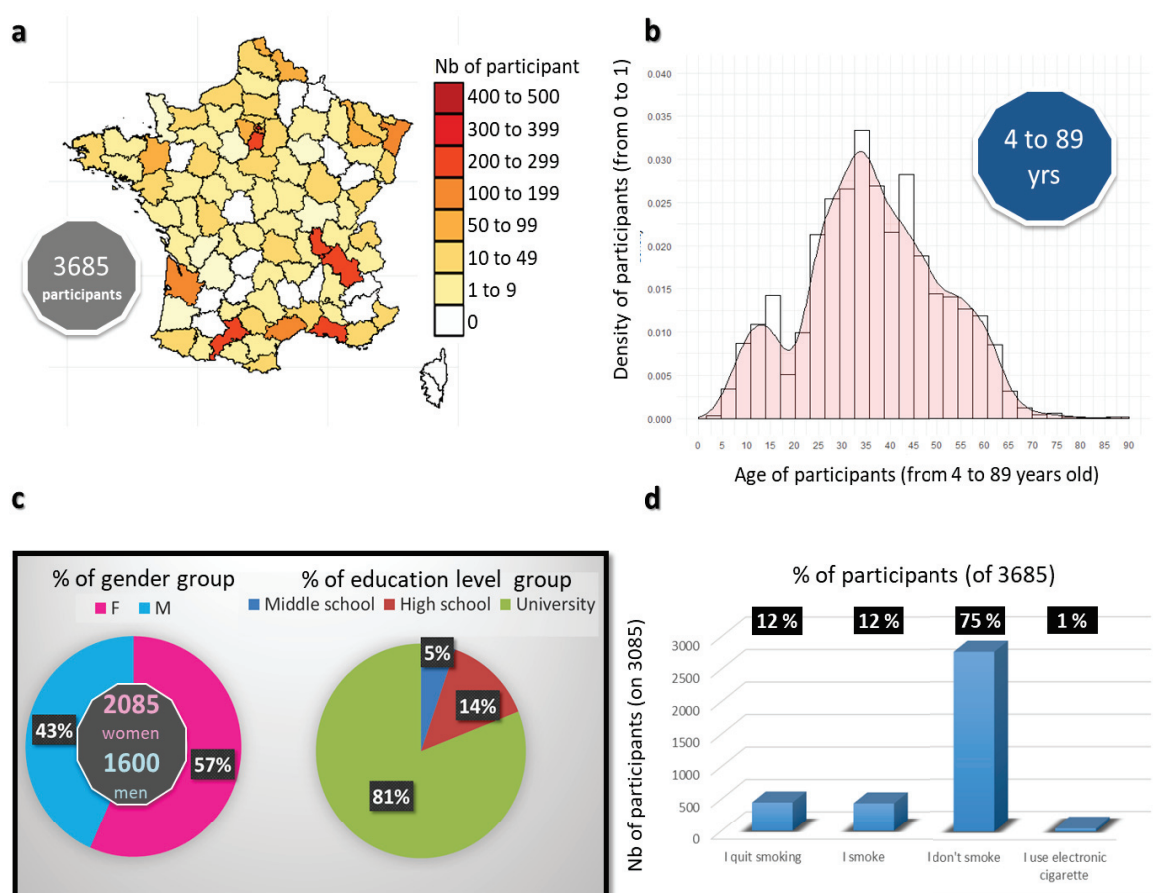 a
Nb of participant
400 to 500
300 to 399
200 to 299
100 to 199
50 to 99
10 to 49
1 to 9
0
3685
participants
b
Density of participants (from 0 to 1)
0.040
0.035
0.030
0.025
0.020
0.015
0.010
0.005
0.000
4 to 89
yrs
0 5 10 15 20 25 30 35 40 45 50 55 60 65 70 75 80 85 90
Age of participants (from 4 to 89 years old)
c
% of gender group
F M
43%
2085
women
1600
men
57%
% of education level group
Middle school High school University
5%
14%
81%
d
% of participants (of 3685)
12 % 12 % 75 % 1 %
Nb of participants (on 3085)
3000
2500
2000
1500
1000
500
0
I quit smoking I smoke I don't smoke I use electronic
cigarette